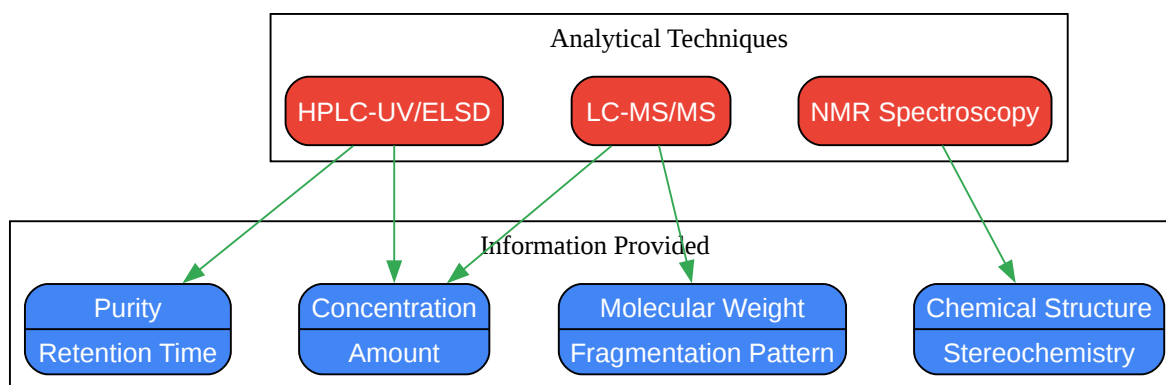 Analytical Techniques
HPLC-UV/ELSD
LC-MS/MS
NMR Spectroscopy
Information Provided
Purity
Retention Time
Concentration
Amount
Molecular Weight
Fragmentation Pattern
Chemical Structure
Stereochemistry